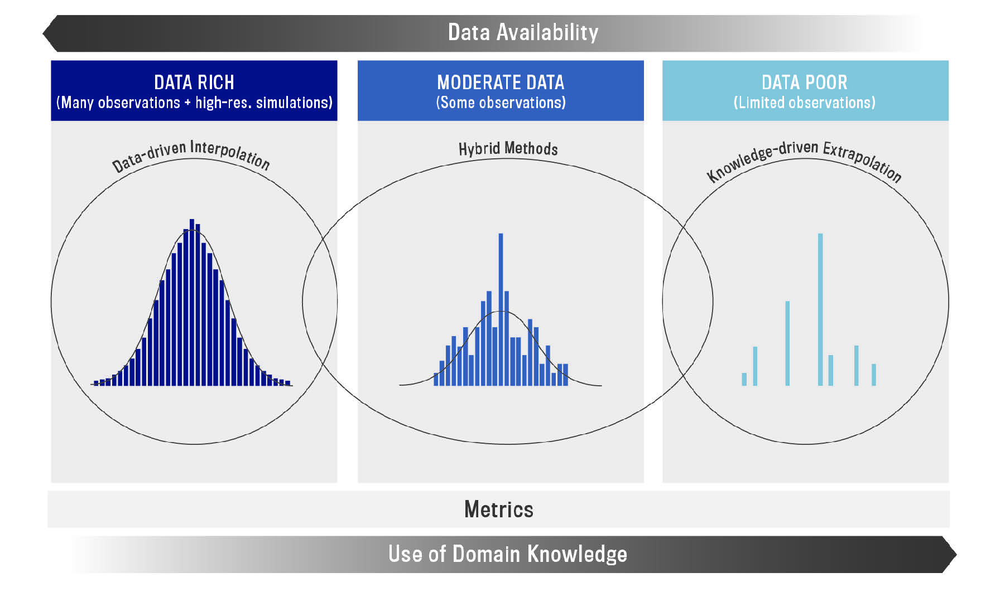 Data Availability
DATA RICH
(Many observations + high-res. simulations)
MODERATE DATA
(Some observations)
DATA POOR
(Limited observations)
Data-driven Interpolation
Hybrid Methods
Knowledge-driven Extrapolation
Metrics
Use of Domain Knowledge